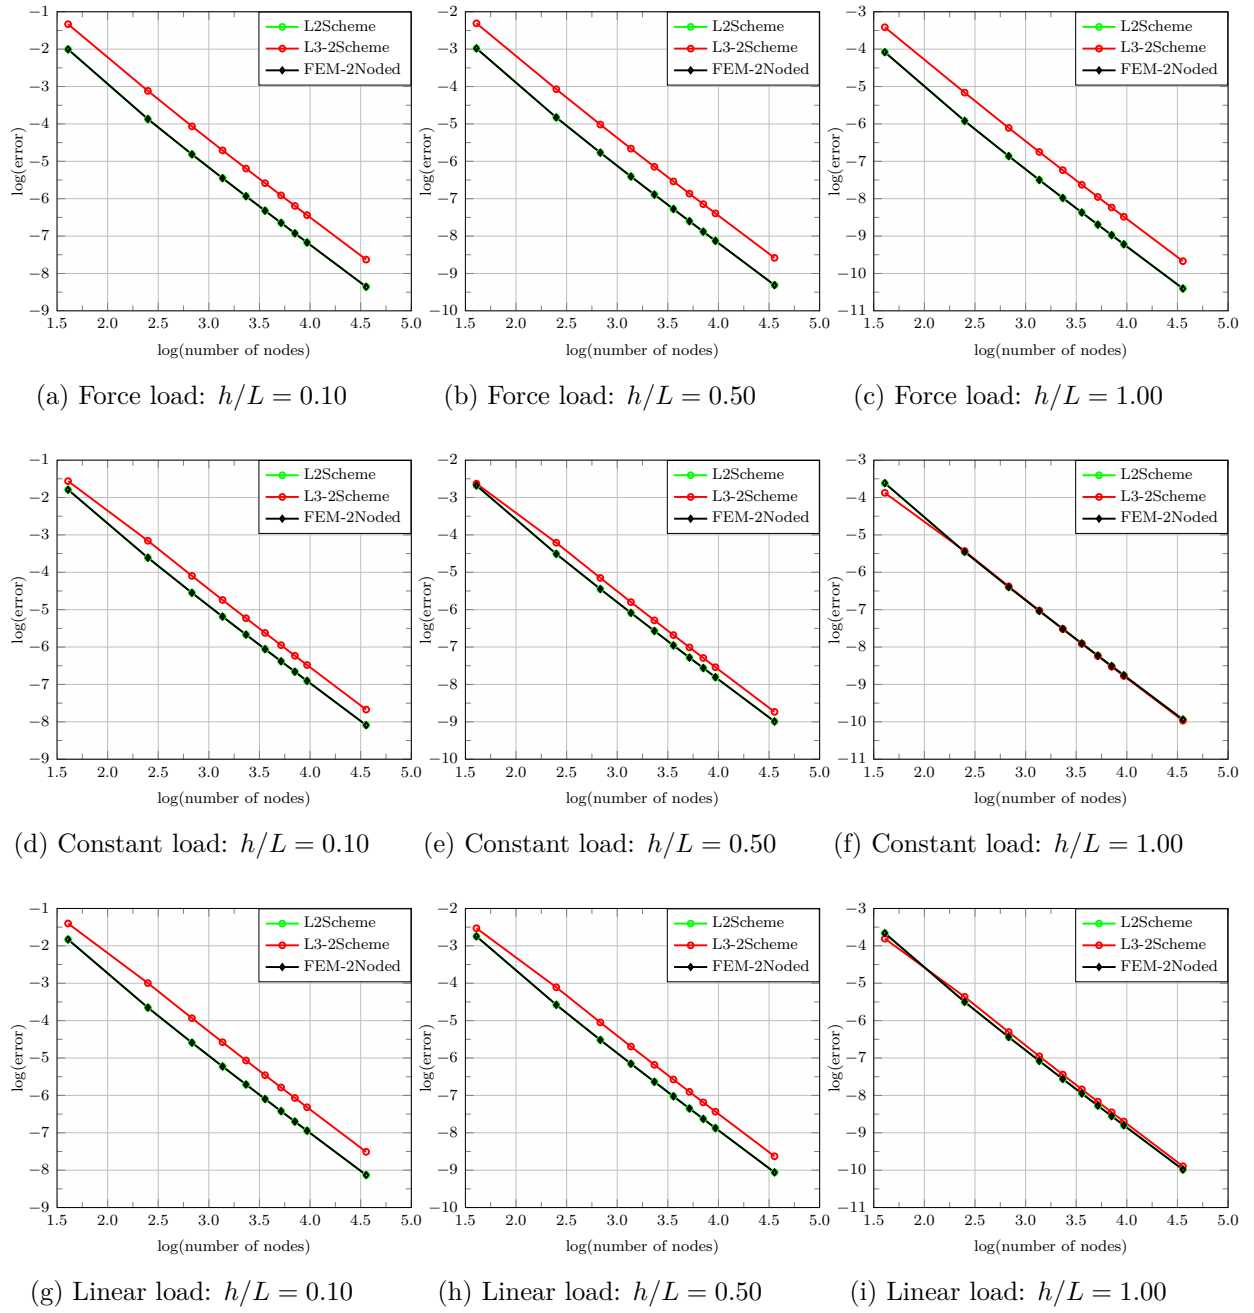 −1
−2
−3
−4
−5
−6
−7
−8
−9
log(error)
L2Scheme
L3-2Scheme
FEM-2Noded
1.5 2.0 2.5 3.0 3.5 4.0 4.5 5.0
log(number of nodes)
(a) Force load: h/L = 0.10
−2
−3
−4
−5
−6
−7
−8
−9
−10
log(error)
L2Scheme
L3-2Scheme
FEM-2Noded
1.5 2.0 2.5 3.0 3.5 4.0 4.5 5.0
log(number of nodes)
(b) Force load: h/L = 0.50
−3
−4
−5
−6
−7
−8
−9
−10
−11
log(error)
L2Scheme
L3-2Scheme
FEM-2Noded
1.5 2.0 2.5 3.0 3.5 4.0 4.5 5.0
log(number of nodes)
(c) Force load: h/L = 1.00
−1
−2
−3
−4
−5
−6
−7
−8
−9
log(error)
L2Scheme
L3-2Scheme
FEM-2Noded
1.5 2.0 2.5 3.0 3.5 4.0 4.5 5.0
log(number of nodes)
(d) Constant load: h/L = 0.10
−2
−3
−4
−5
−6
−7
−8
−9
−10
log(error)
L2Scheme
L3-2Scheme
FEM-2Noded
1.5 2.0 2.5 3.0 3.5 4.0 4.5 5.0
log(number of nodes)
(e) Constant load: h/L = 0.50
−3
−4
−5
−6
−7
−8
−9
−10
−11
log(error)
L2Scheme
L3-2Scheme
FEM-2Noded
1.5 2.0 2.5 3.0 3.5 4.0 4.5 5.0
log(number of nodes)
(f) Constant load: h/L = 1.00
−1
−2
−3
−4
−5
−6
−7
−8
−9
log(error)
L2Scheme
L3-2Scheme
FEM-2Noded
1.5 2.0 2.5 3.0 3.5 4.0 4.5 5.0
log(number of nodes)
(g) Linear load: h/L = 0.10
−2
−3
−4
−5
−6
−7
−8
−9
−10
log(error)
L2Scheme
L3-2Scheme
FEM-2Noded
1.5 2.0 2.5 3.0 3.5 4.0 4.5 5.0
log(number of nodes)
(h) Linear load: h/L = 0.50
−3
−4
−5
−6
−7
−8
−9
−10
−11
log(error)
L2Scheme
L3-2Scheme
FEM-2Noded
1.5 2.0 2.5 3.0 3.5 4.0 4.5 5.0
log(number of nodes)
(i) Linear load: h/L = 1.00